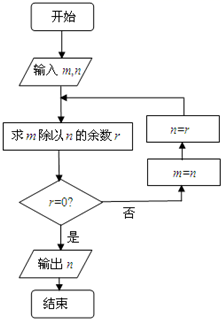 开始
输入 m,n
求 m 除以 n 的余数 r
n=r
m=n
r=0?
否
是
输出 n
结束